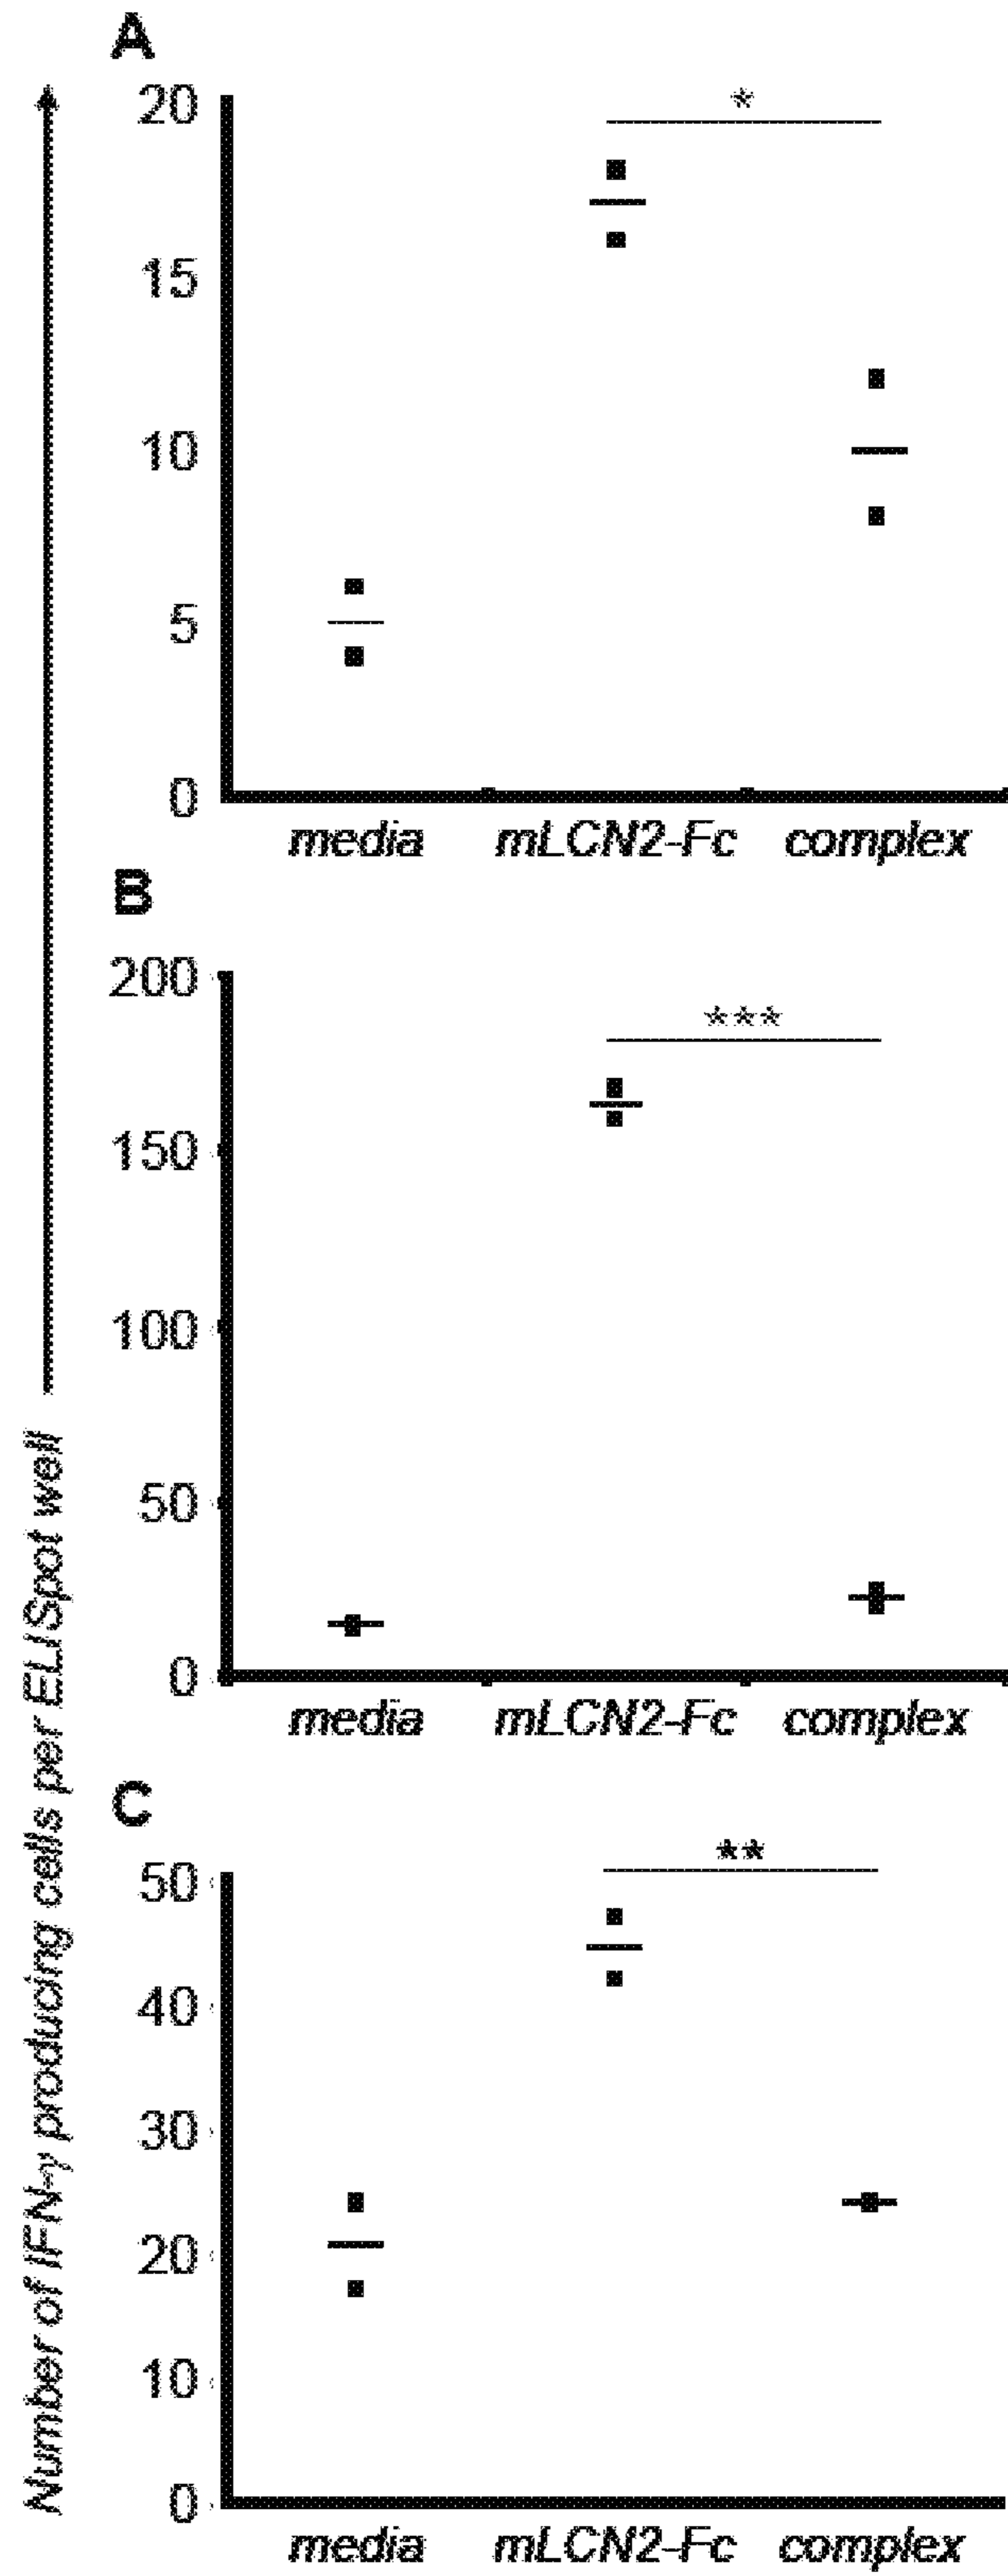 Number of IFN-γ producing cells per ELISpot well
A
20
*
15
10
5
0
media mLCN2-Fc complex
B
200
***
150
100
50
0
media mLCN2-Fc complex
C
**
50
40
30
20
10
0
media mLCN2-Fc complex